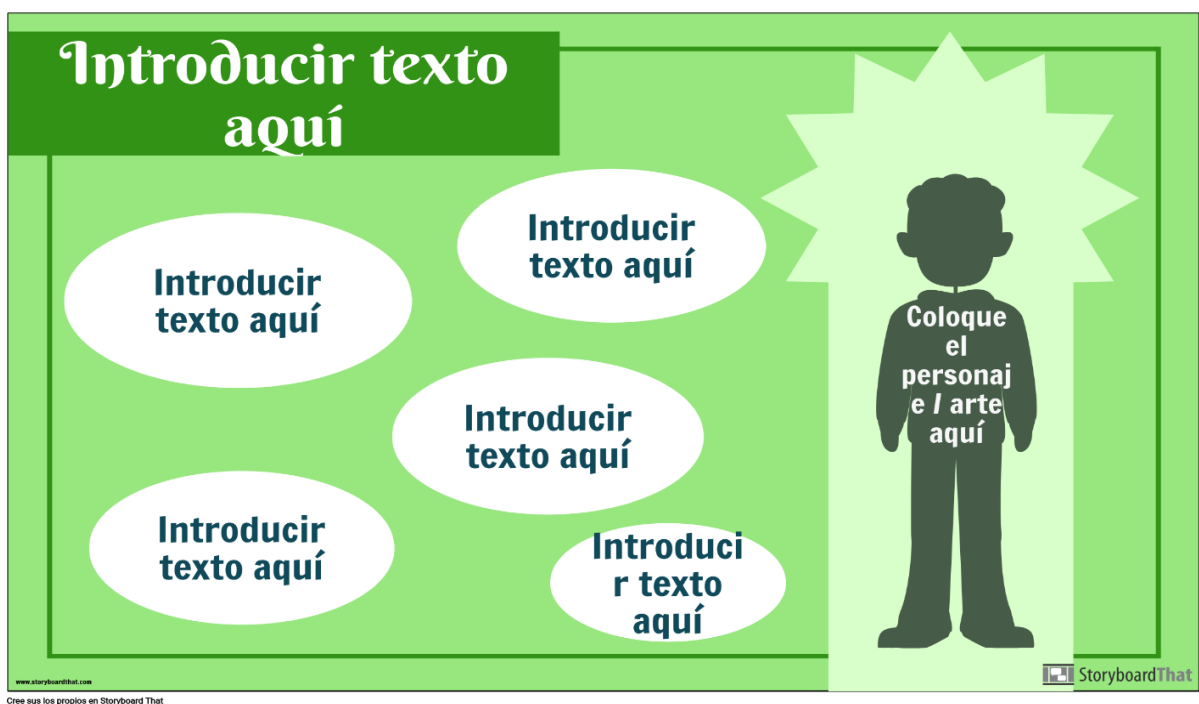 Introducir texto
aquí
Introducir
texto aquí
Introducir
texto aquí
Introducir
texto aquí
Introducir
texto aquí
Introduci
r texto
aquí
Coloque
el
personaj
e / arte
aquí
www.storyboardthat.com
StoryboardThat
Cree sus los propios en Storyboard That